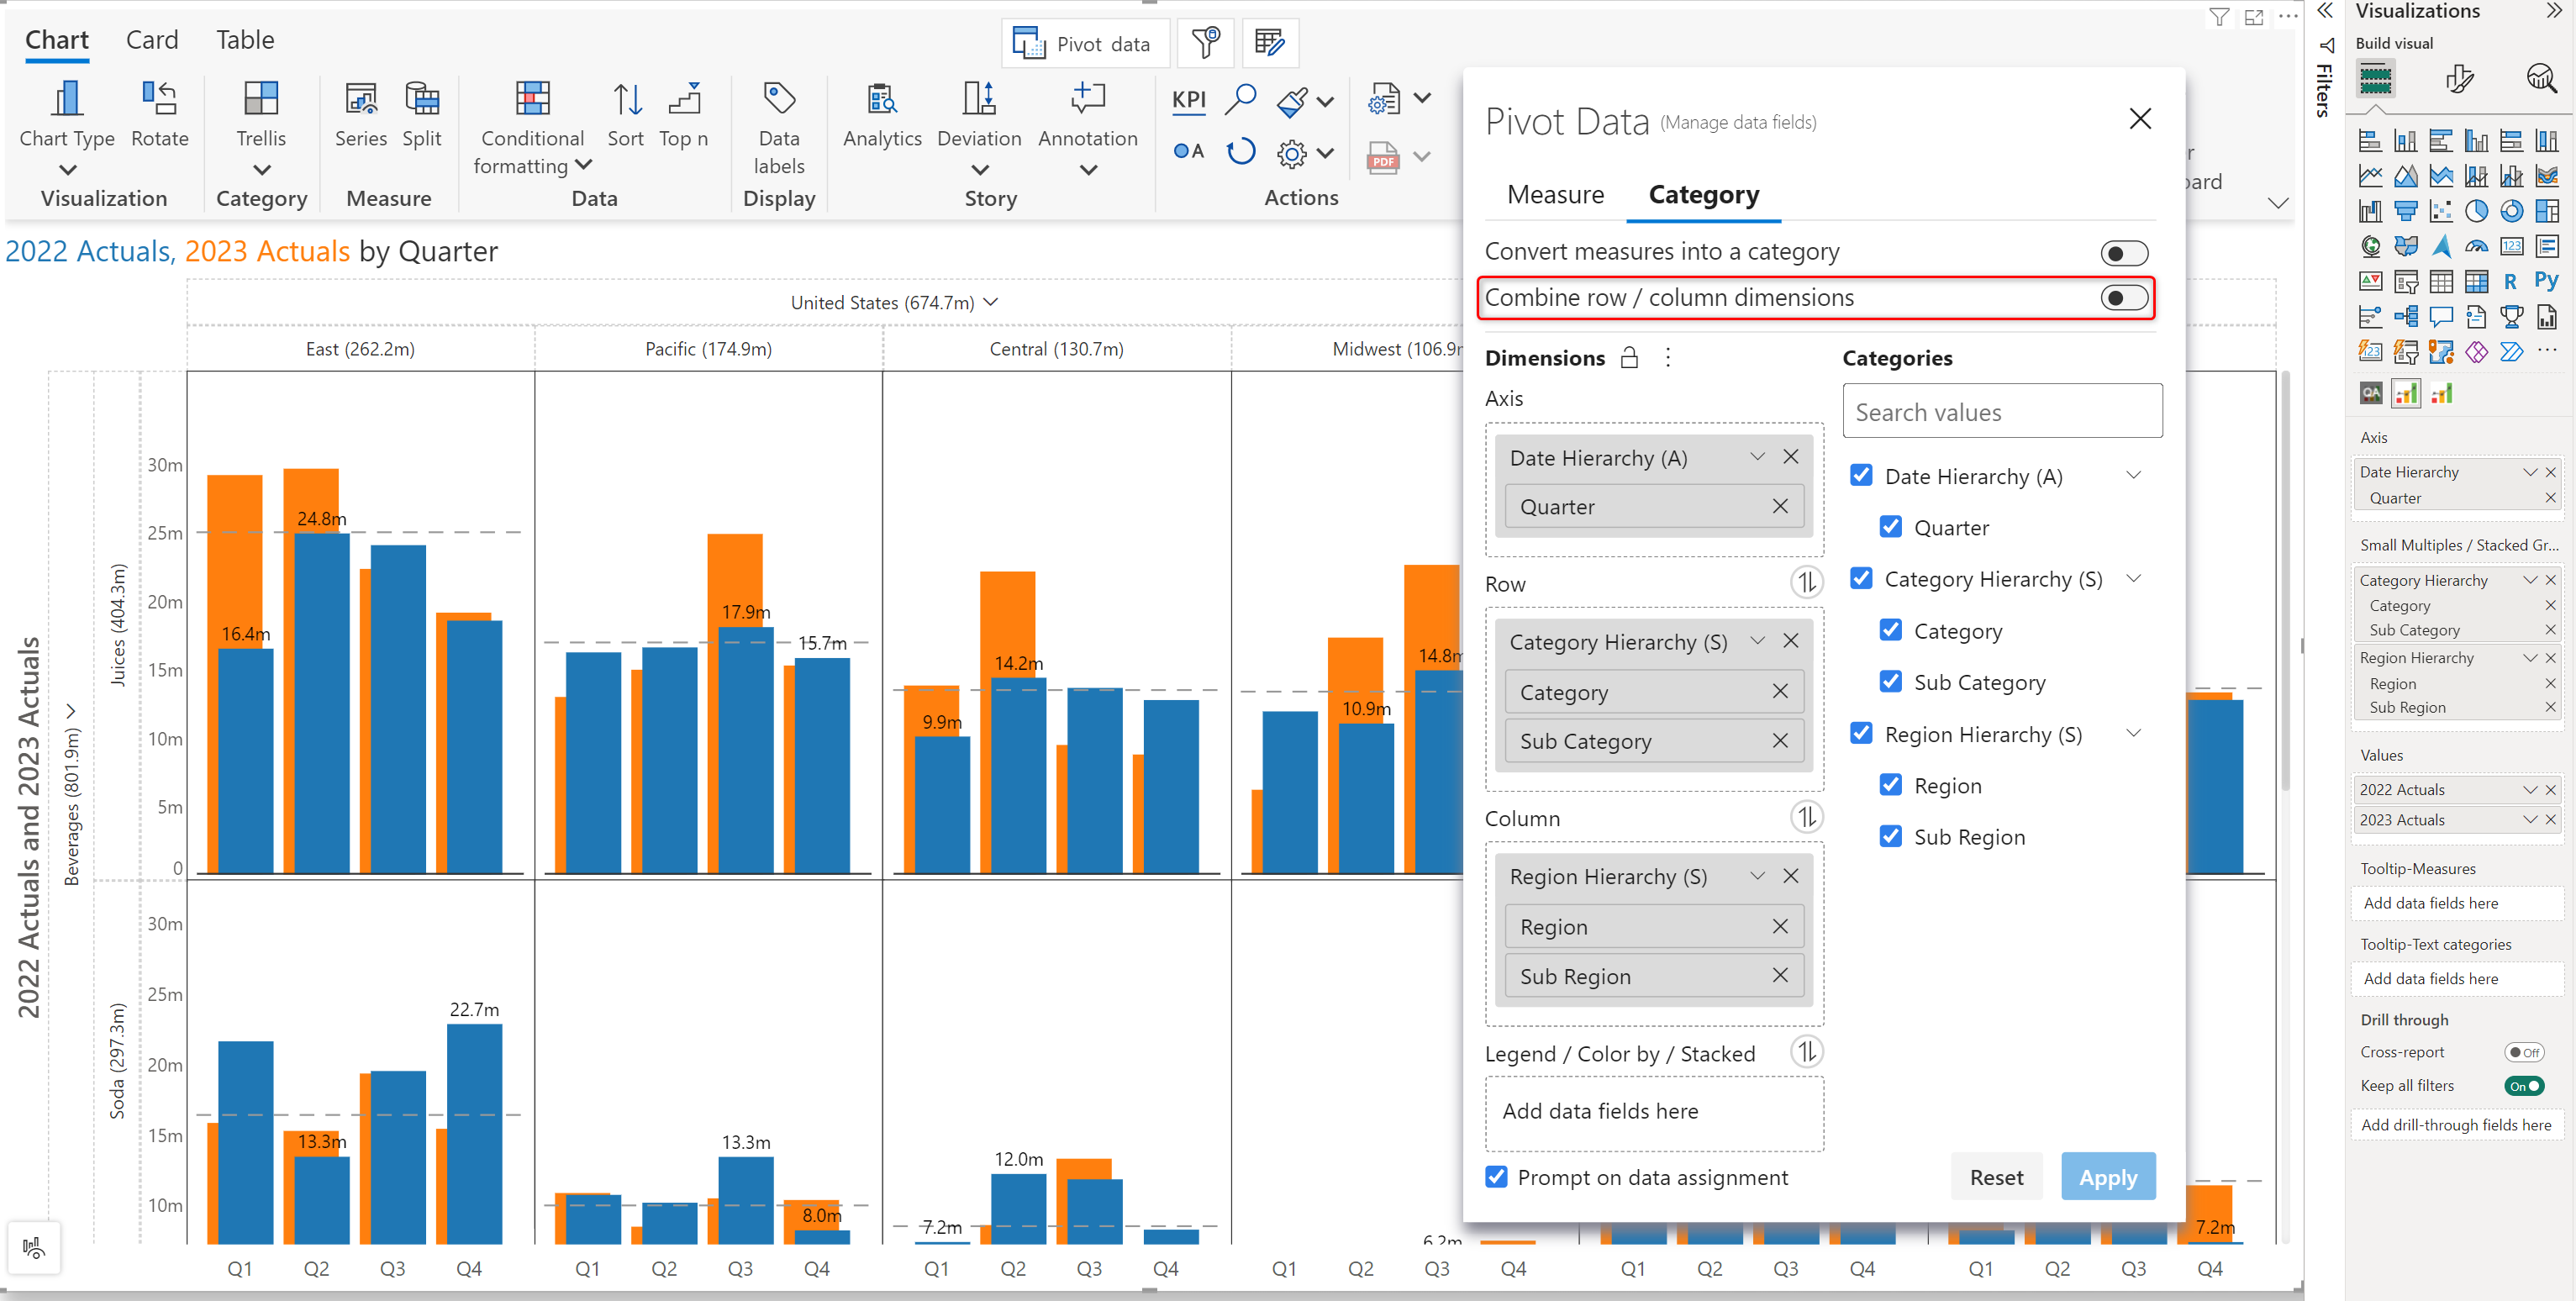 Chart Card Table
Pivot data
Chart Type
Rotate
Trellis
Series
Split
Conditional formatting
Sort
Top n
Data labels
Analytics
Deviation
Annotation
KPI
A
PDF
Visualization
Category
Measure
Data
Display
Story
Actions
2022 Actuals, 2023 Actuals by Quarter
United States (674.7m)
East (262.2m)
Pacific (174.9m)
Central (130.7m)
Midwest (106.9m
2022 Actuals and 2023 Actuals
Beverages (801.9m)
Juices (404.3m)
30m
25m
20m
15m
10m
5m
0
16.4m
24.8m
17.9m
15.7m
9.9m
14.2m
10.9m
14.8m
Soda (297.3m)
30m
25m
20m
15m
10m
13.3m
22.7m
13.3m
8.0m
7.2m
12.0m
6.2m
7.2m
Q1 Q2 Q3 Q4
Q1 Q2 Q3 Q4
Q1 Q2 Q3 Q4
Q1 Q2 Q3 Q4
Q1 Q2 Q3 Q4
Q1 Q2 Q3 Q4
Pivot Data (Manage data fields)
Measure Category
Convert measures into a category
Combine row / column dimensions
Dimensions
Axis
Date Hierarchy (A)
Quarter
Row
Category Hierarchy (S)
Category
Sub Category
Column
Region Hierarchy (S)
Region
Sub Region
Legend / Color by / Stacked
Add data fields here
Prompt on data assignment
Categories
Search values
Date Hierarchy (A)
Quarter
Category Hierarchy (S)
Category
Sub Category
Region Hierarchy (S)
Region
Sub Region
Reset
Apply
r
oard
Filters
Visualizations
Build visual
123
R
Py
123
QA
Axis
Date Hierarchy
Quarter
Small Multiples / Stacked Gr...
Category Hierarchy
Category
Sub Category
Region Hierarchy
Region
Sub Region
Values
2022 Actuals
2023 Actuals
Tooltip-Measures
Add data fields here
Tooltip-Text categories
Add data fields here
Drill through
Cross-report
Off
Keep all filters
On
Add drill-through fields here